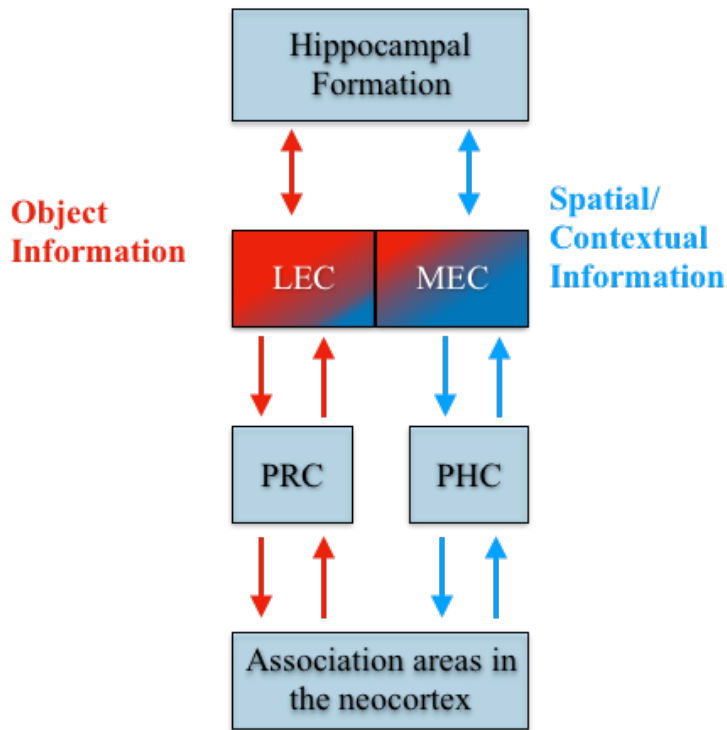 Hippocampal
Formation
Object
Information
Spatial/
Contextual
Information
LEC
MEC
PRC
PHC
Association areas in
the neocortex